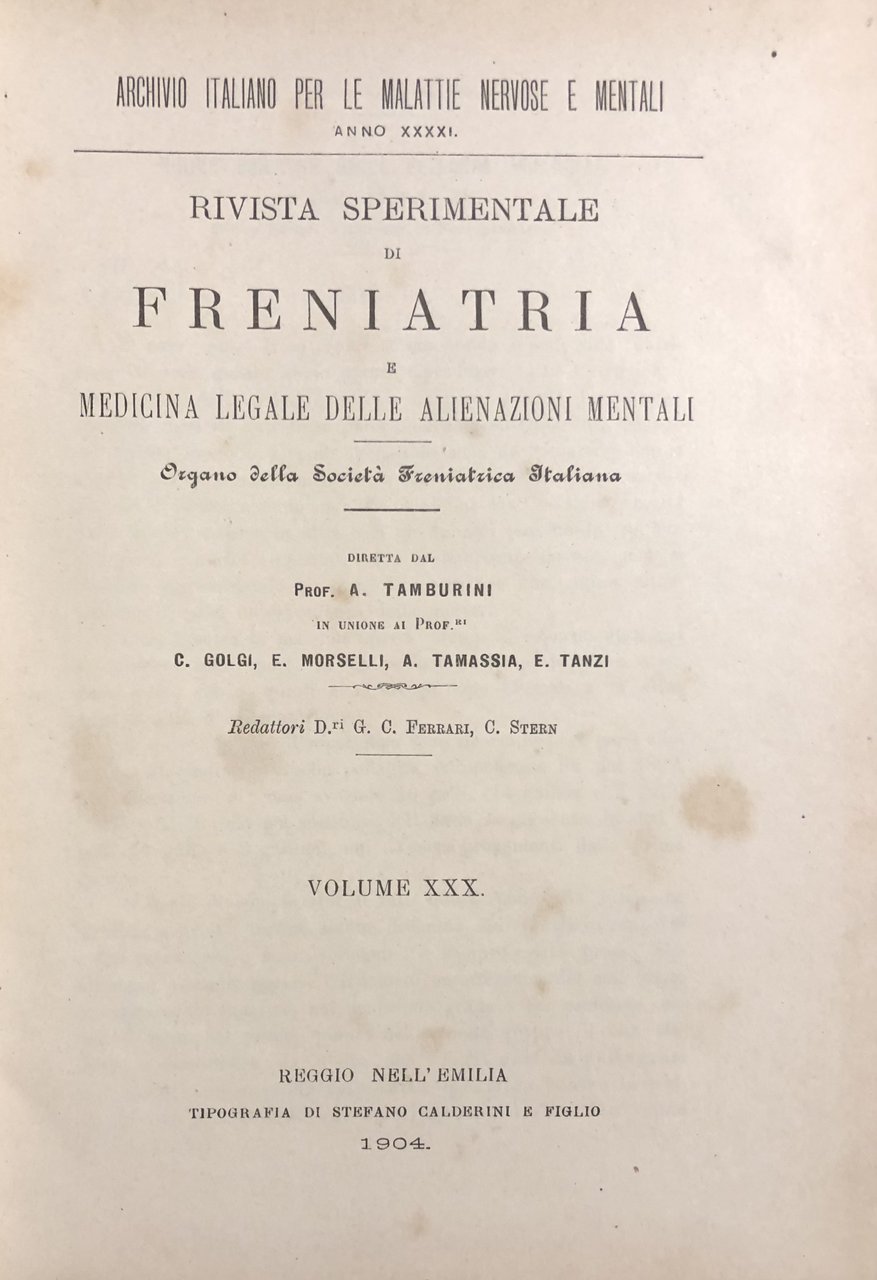 ARCHIVIO ITALIANO PER LE MALATTIE NERVOSE E MENTALI
ANNO XXXXI.
RIVISTA SPERIMENTALE
DI
FRENIATRIA
E
MEDICINA LEGALE DELLE ALIENAZIONI MENTALI
Organo della Società Freniatrica Italiana
DIRETTA DAL
PROF. A. TAMBURINI
IN UNIONE AI PROF.RI
C. GOLGI, E. MORSELLI, A. TAMASSIA, E. TANZI
Redattori D.ri G. C. FERRARI, C. STERN
VOLUME XXX.
REGGIO NELL' EMILIA
TIPOGRAFIA DI STEFANO CALDERINI E FIGLIO
1904.